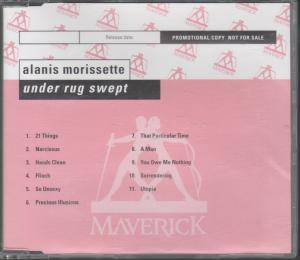 Release date:
PROMOTIONAL COPY NOT FOR SALE
alanis morissette
under rug swept
1. 21 Things
2. Narcissus
3. Hands Clean
4. Flinch
5. So Unsexy
6. Precious Illusions
7. That Particular Time
8. A Man
9. You Owe Me Nothing
10. Surrendering
11. Utopia
MAVERICK